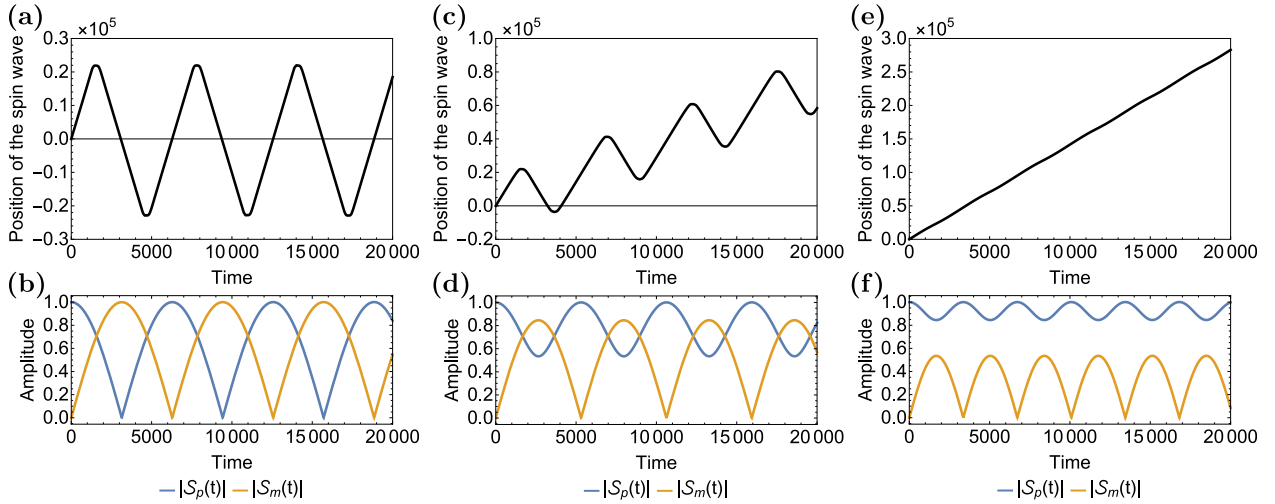 (a)
×10^5
Position of the spin wave
0.3
0.2
0.1
0.0
−0.1
−0.2
−0.3
0 5000 10 000 15 000 20 000
Time
(b)
Amplitude
1.0
0.8
0.6
0.4
0.2
0.0
0 5000 10 000 15 000 20 000
Time
|S_p(t)| |S_m(t)|
(c)
×10^5
Position of the spin wave
1.0
0.8
0.6
0.4
0.2
0.0
−0.2
0 5000 10 000 15 000 20 000
Time
(d)
Amplitude
1.0
0.8
0.6
0.4
0.2
0.0
0 5000 10 000 15 000 20 000
Time
|S_p(t)| |S_m(t)|
(e)
×10^5
Position of the spin wave
3.0
2.5
2.0
1.5
1.0
0.5
0.0
0 5000 10 000 15 000 20 000
Time
(f)
Amplitude
1.0
0.8
0.6
0.4
0.2
0.0
0 5000 10 000 15 000 20 000
Time
|S_p(t)| |S_m(t)|